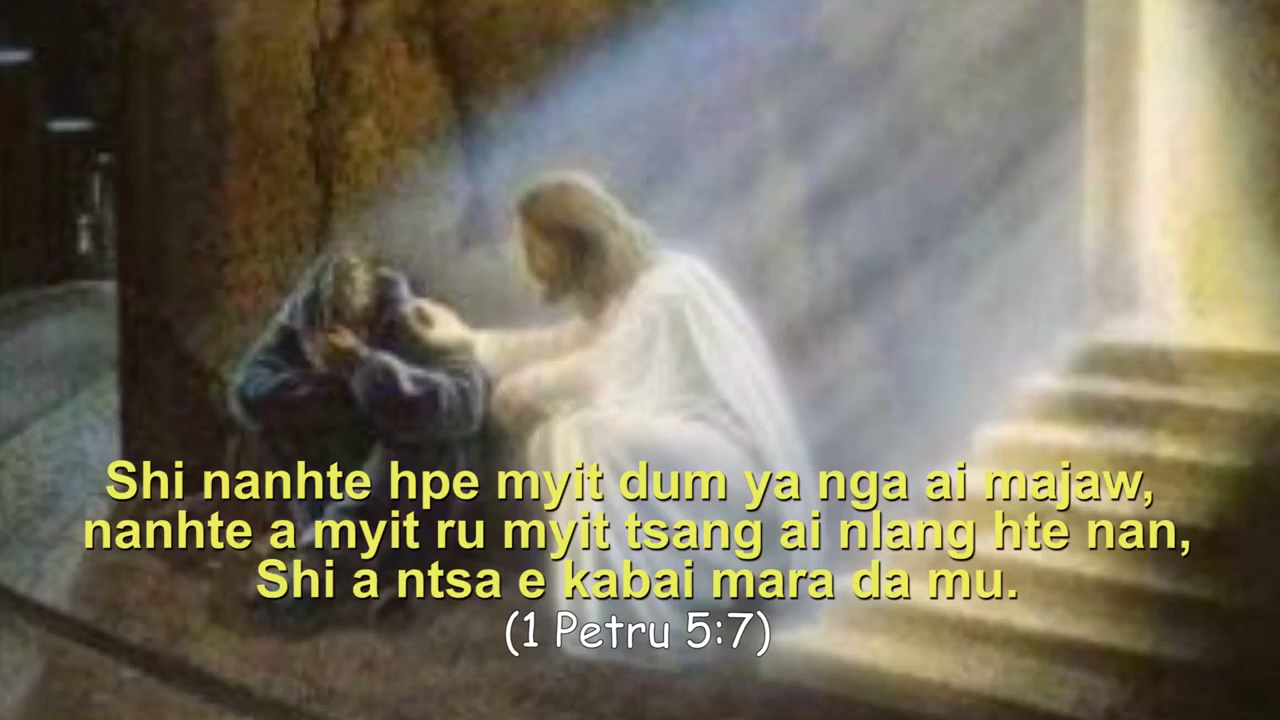 Shi nanhte hpe myit dum ya nga ai majaw,
nanhte a myit ru myit tsang ai nlang hte nan,
Shi a ntsa e kabai mara da mu.
(1 Petru 5:7)